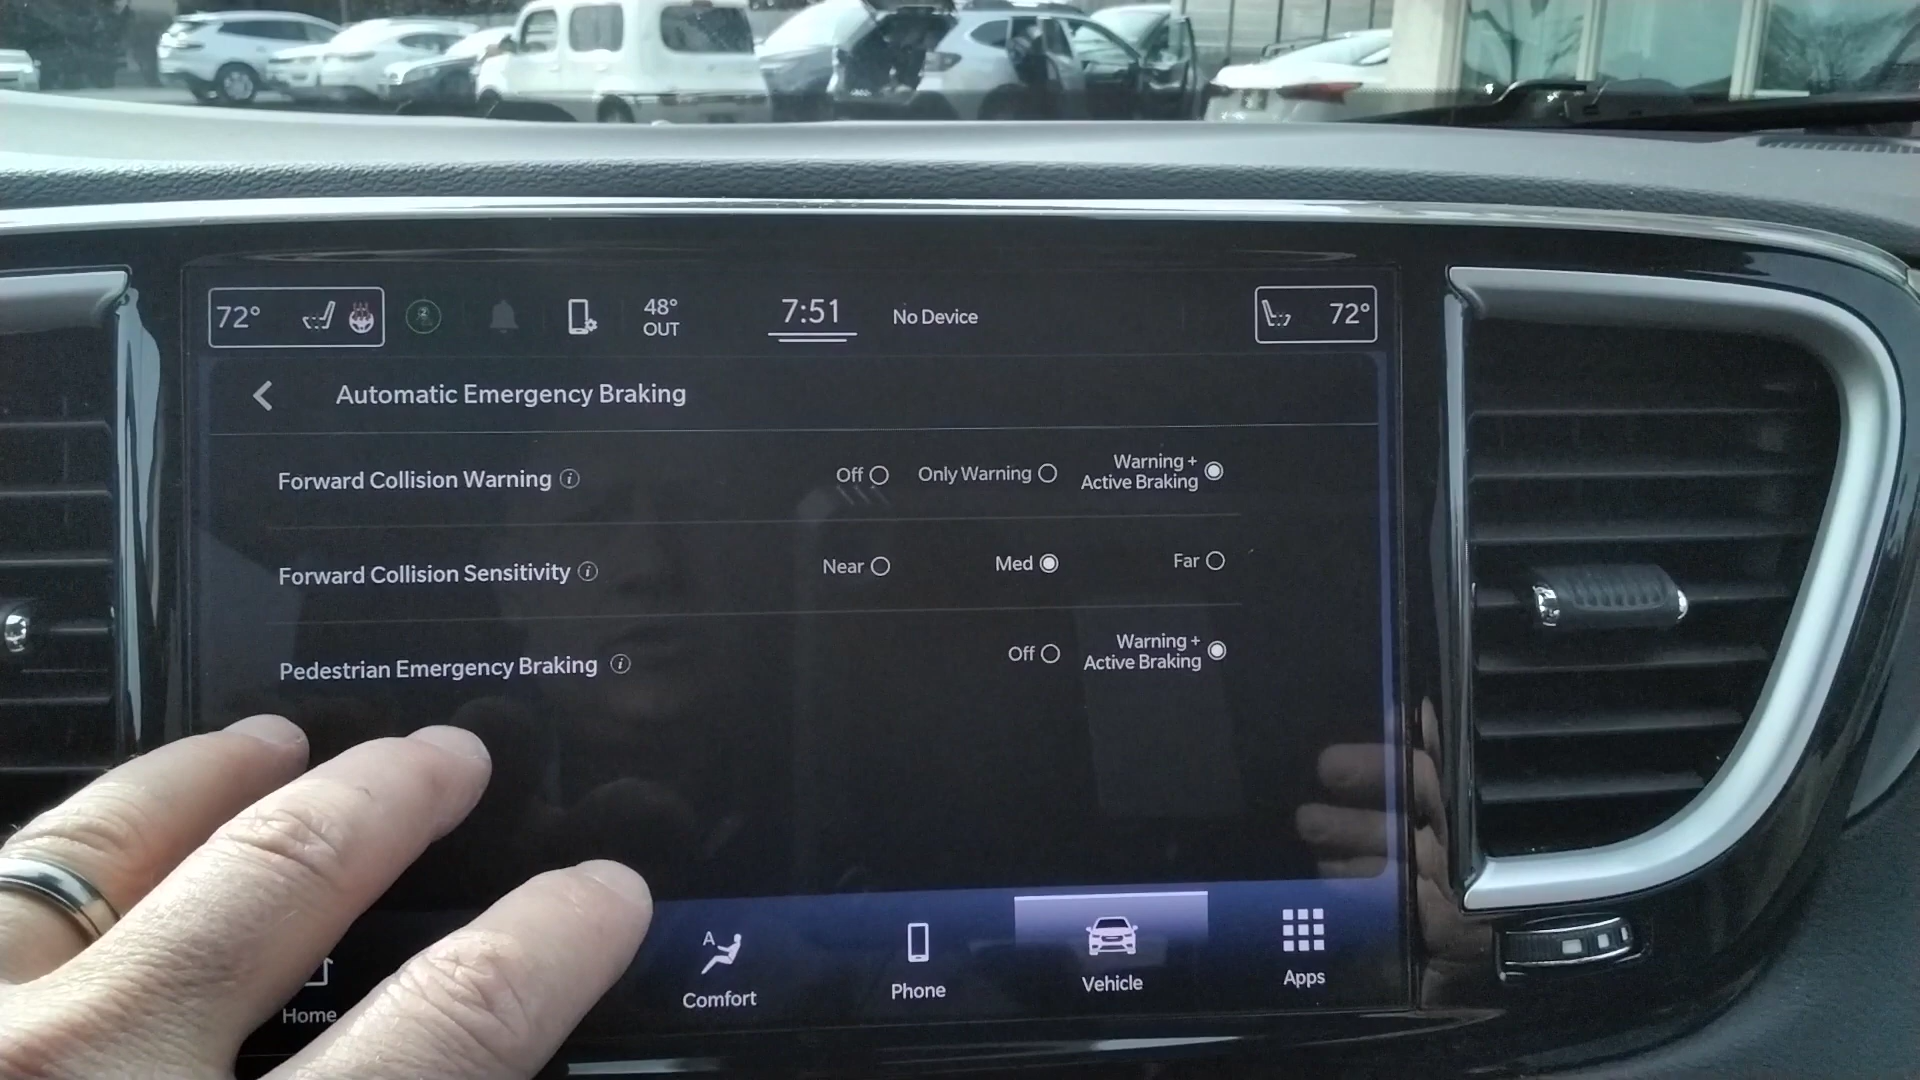 72°
48°
OUT
7:51
No Device
72°
Automatic Emergency Braking
Forward Collision Warning
Off
Only Warning
Warning +
Active Braking
Forward Collision Sensitivity
Near
Med
Far
Pedestrian Emergency Braking
Off
Warning +
Active Braking
Home
A
Comfort
Phone
Vehicle
Apps